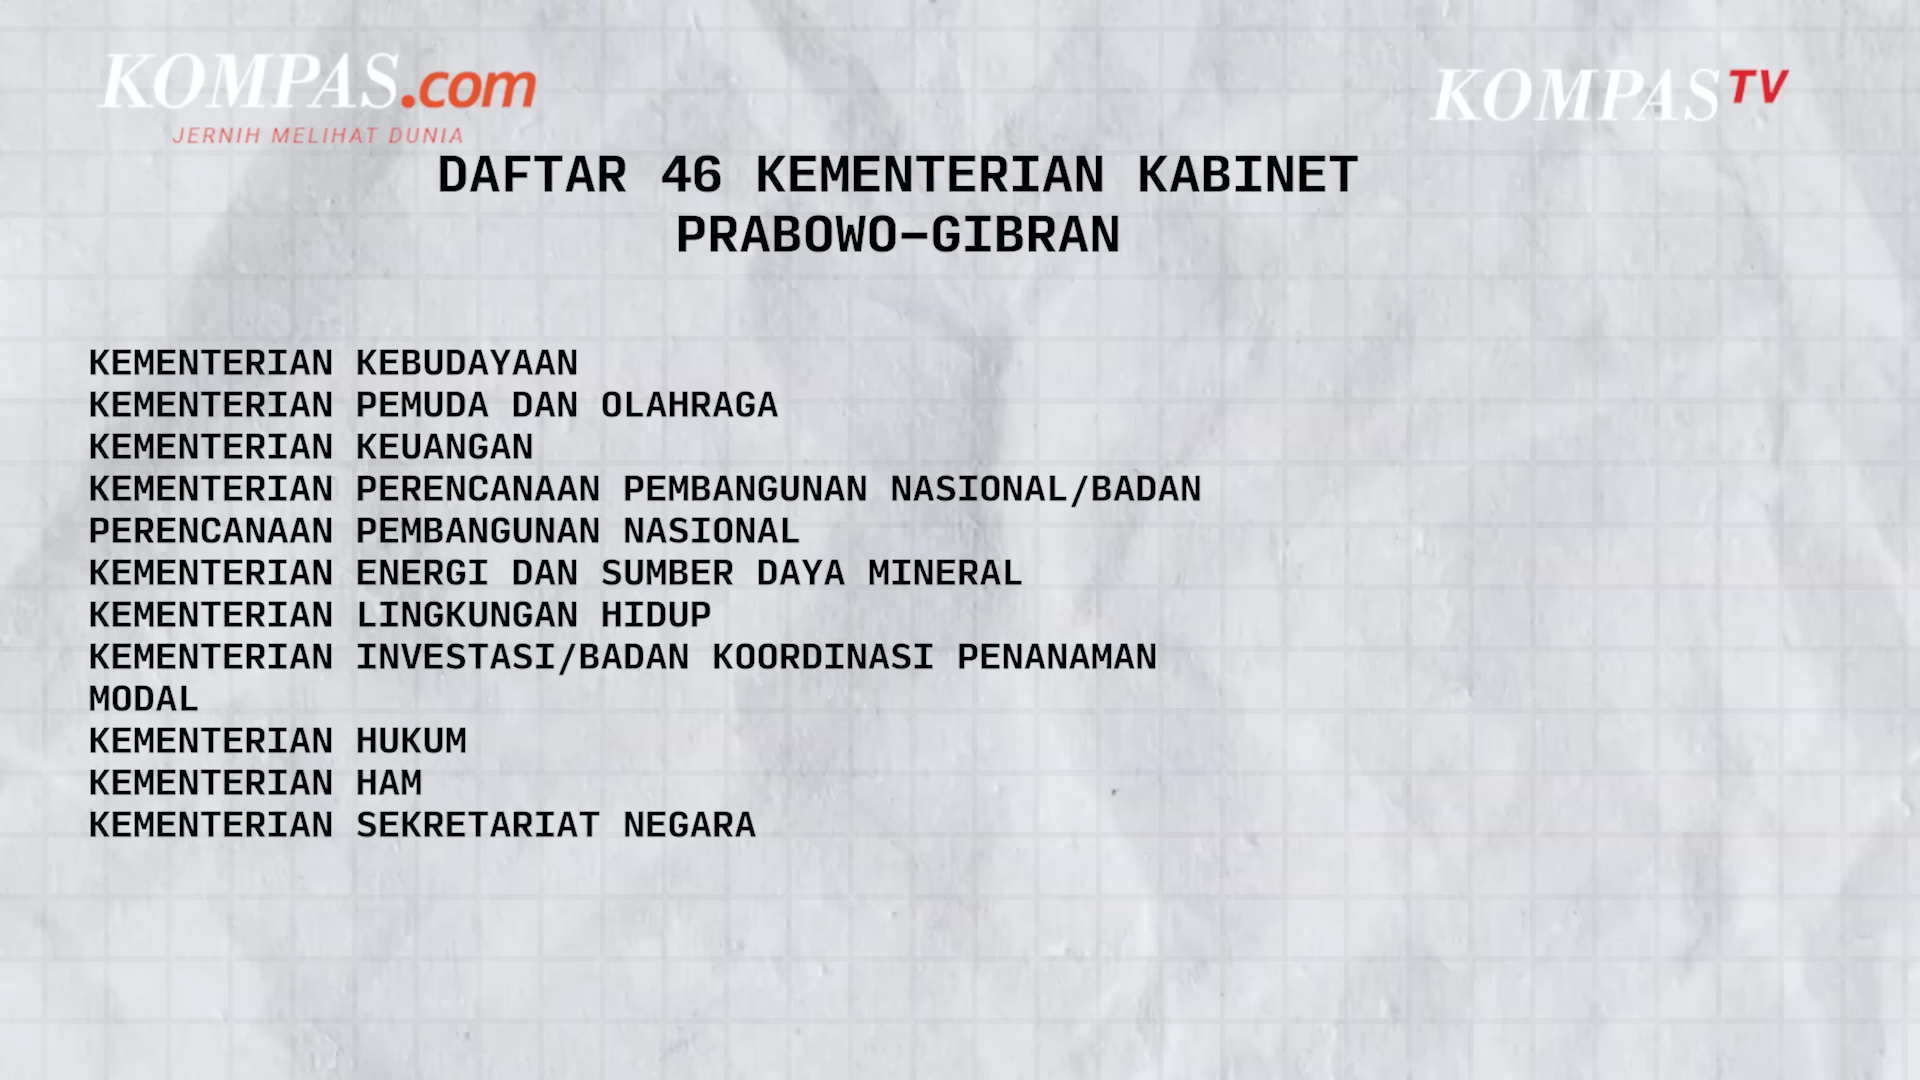 KOMPAS.com
JERNIH MELIHAT DUNIA
KOMPAS TV
DAFTAR 46 KEMENTERIAN KABINET
PRABOWO-GIBRAN
KEMENTERIAN KEBUDAYAAN
KEMENTERIAN PEMUDA DAN OLAHRAGA
KEMENTERIAN KEUANGAN
KEMENTERIAN PERENCANAAN PEMBANGUNAN NASIONAL/BADAN
PERENCANAAN PEMBANGUNAN NASIONAL
KEMENTERIAN ENERGI DAN SUMBER DAYA MINERAL
KEMENTERIAN LINGKUNGAN HIDUP
KEMENTERIAN INVESTASI/BADAN KOORDINASI PENANAMAN
MODAL
KEMENTERIAN HUKUM
KEMENTERIAN HAM
KEMENTERIAN SEKRETARIAT NEGARA